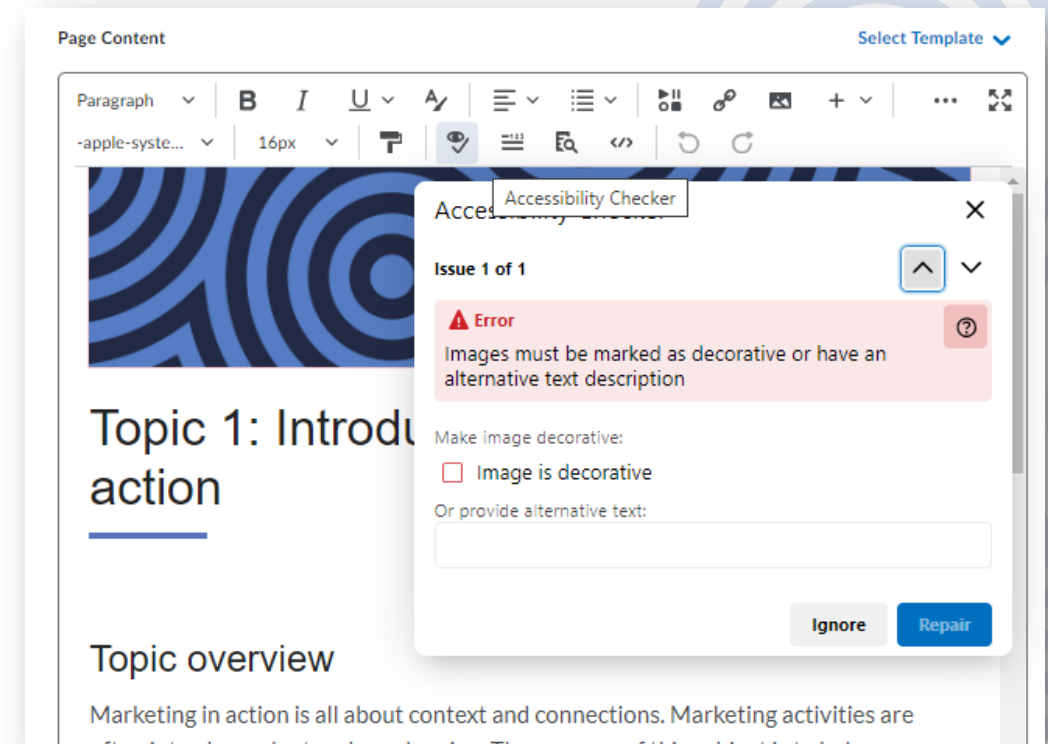 Page Content
Select Template
Paragraph
B I U A
-apple-syste... 16px
Accessibility Checker
Issue 1 of 1
Error
Images must be marked as decorative or have an
alternative text description
Make image decorative:
Image is decorative
Or provide alternative text:
Ignore
Repair
Topic 1:
action
Topic overview
Marketing in action is all about context and connections. Marketing activities are